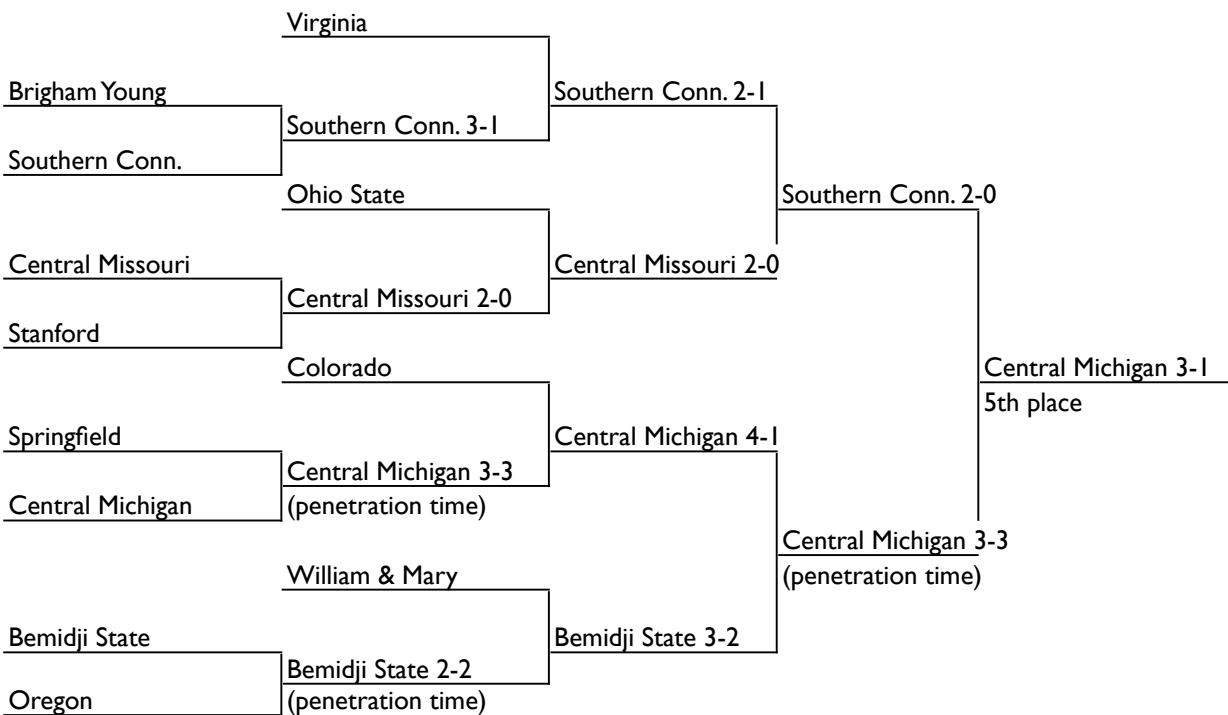 Virginia
Brigham Young
Southern Conn. 2-1
Southern Conn. 3-1
Southern Conn.
Ohio State
Southern Conn. 2-0
Central Missouri
Central Missouri 2-0
Central Missouri 2-0
Stanford
Colorado
Central Michigan 3-1
5th place
Springfield
Central Michigan 4-1
Central Michigan 3-3
(penetration time)
Central Michigan
Central Michigan 3-3
(penetration time)
William & Mary
Bemidji State
Bemidji State 3-2
Bemidji State 2-2
(penetration time)
Oregon